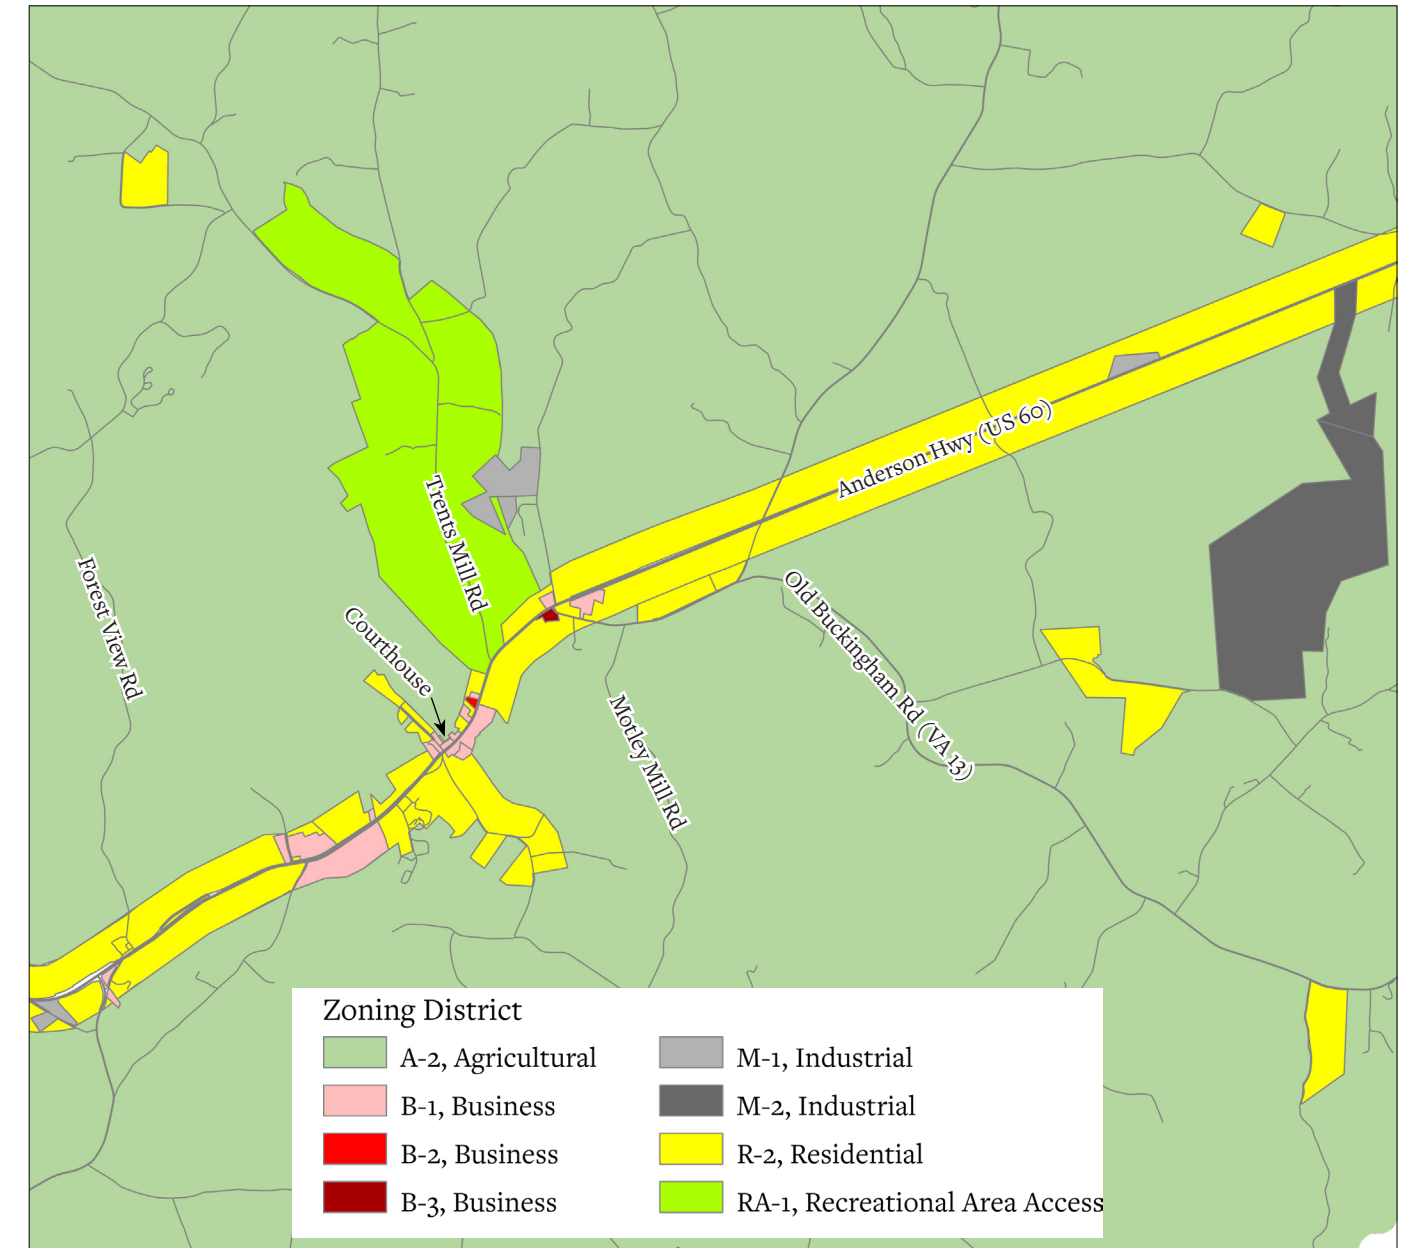 Anderson Hwy (US 60)
Trents Mill Rd
Forest View Rd
Courthouse
Old Buckingham Rd (VA 13)
Motley Mill Rd
Zoning District
A-2, Agricultural
B-1, Business
B-2, Business
B-3, Business
M-1, Industrial
M-2, Industrial
R-2, Residential
RA-1, Recreational Area Access